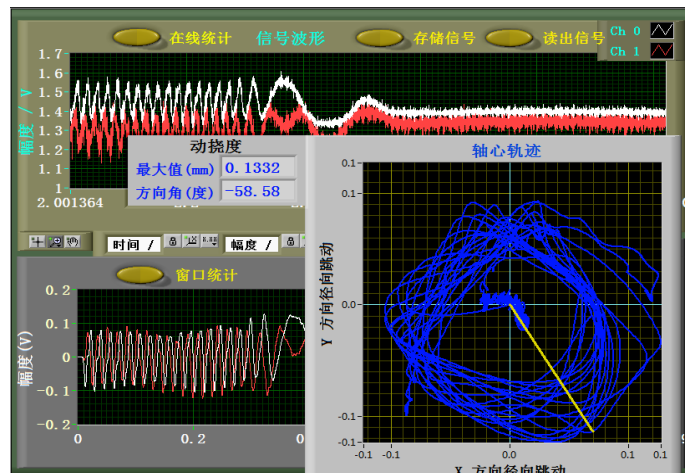 在线统计 信号波形 存储信号 读出信号 Ch 0
Ch 1
幅度 / V
1.7
1.6
1.5
1.4
1.3
1.2
1.1
1
2.001364
动挠度
最大值(mm) 0.1332
方向角(度) -58.58
时间 / 幅度 /
窗口统计
幅度(V)
0.2
0.1
0
-0.1
-0.2
0 0.2
轴心轨迹
Y 方向径向跳动
0.1
0.1
0.0
-0.1
-0.1
-0.1 -0.1 0.0 0.1 0.1
X 方向径向跳动